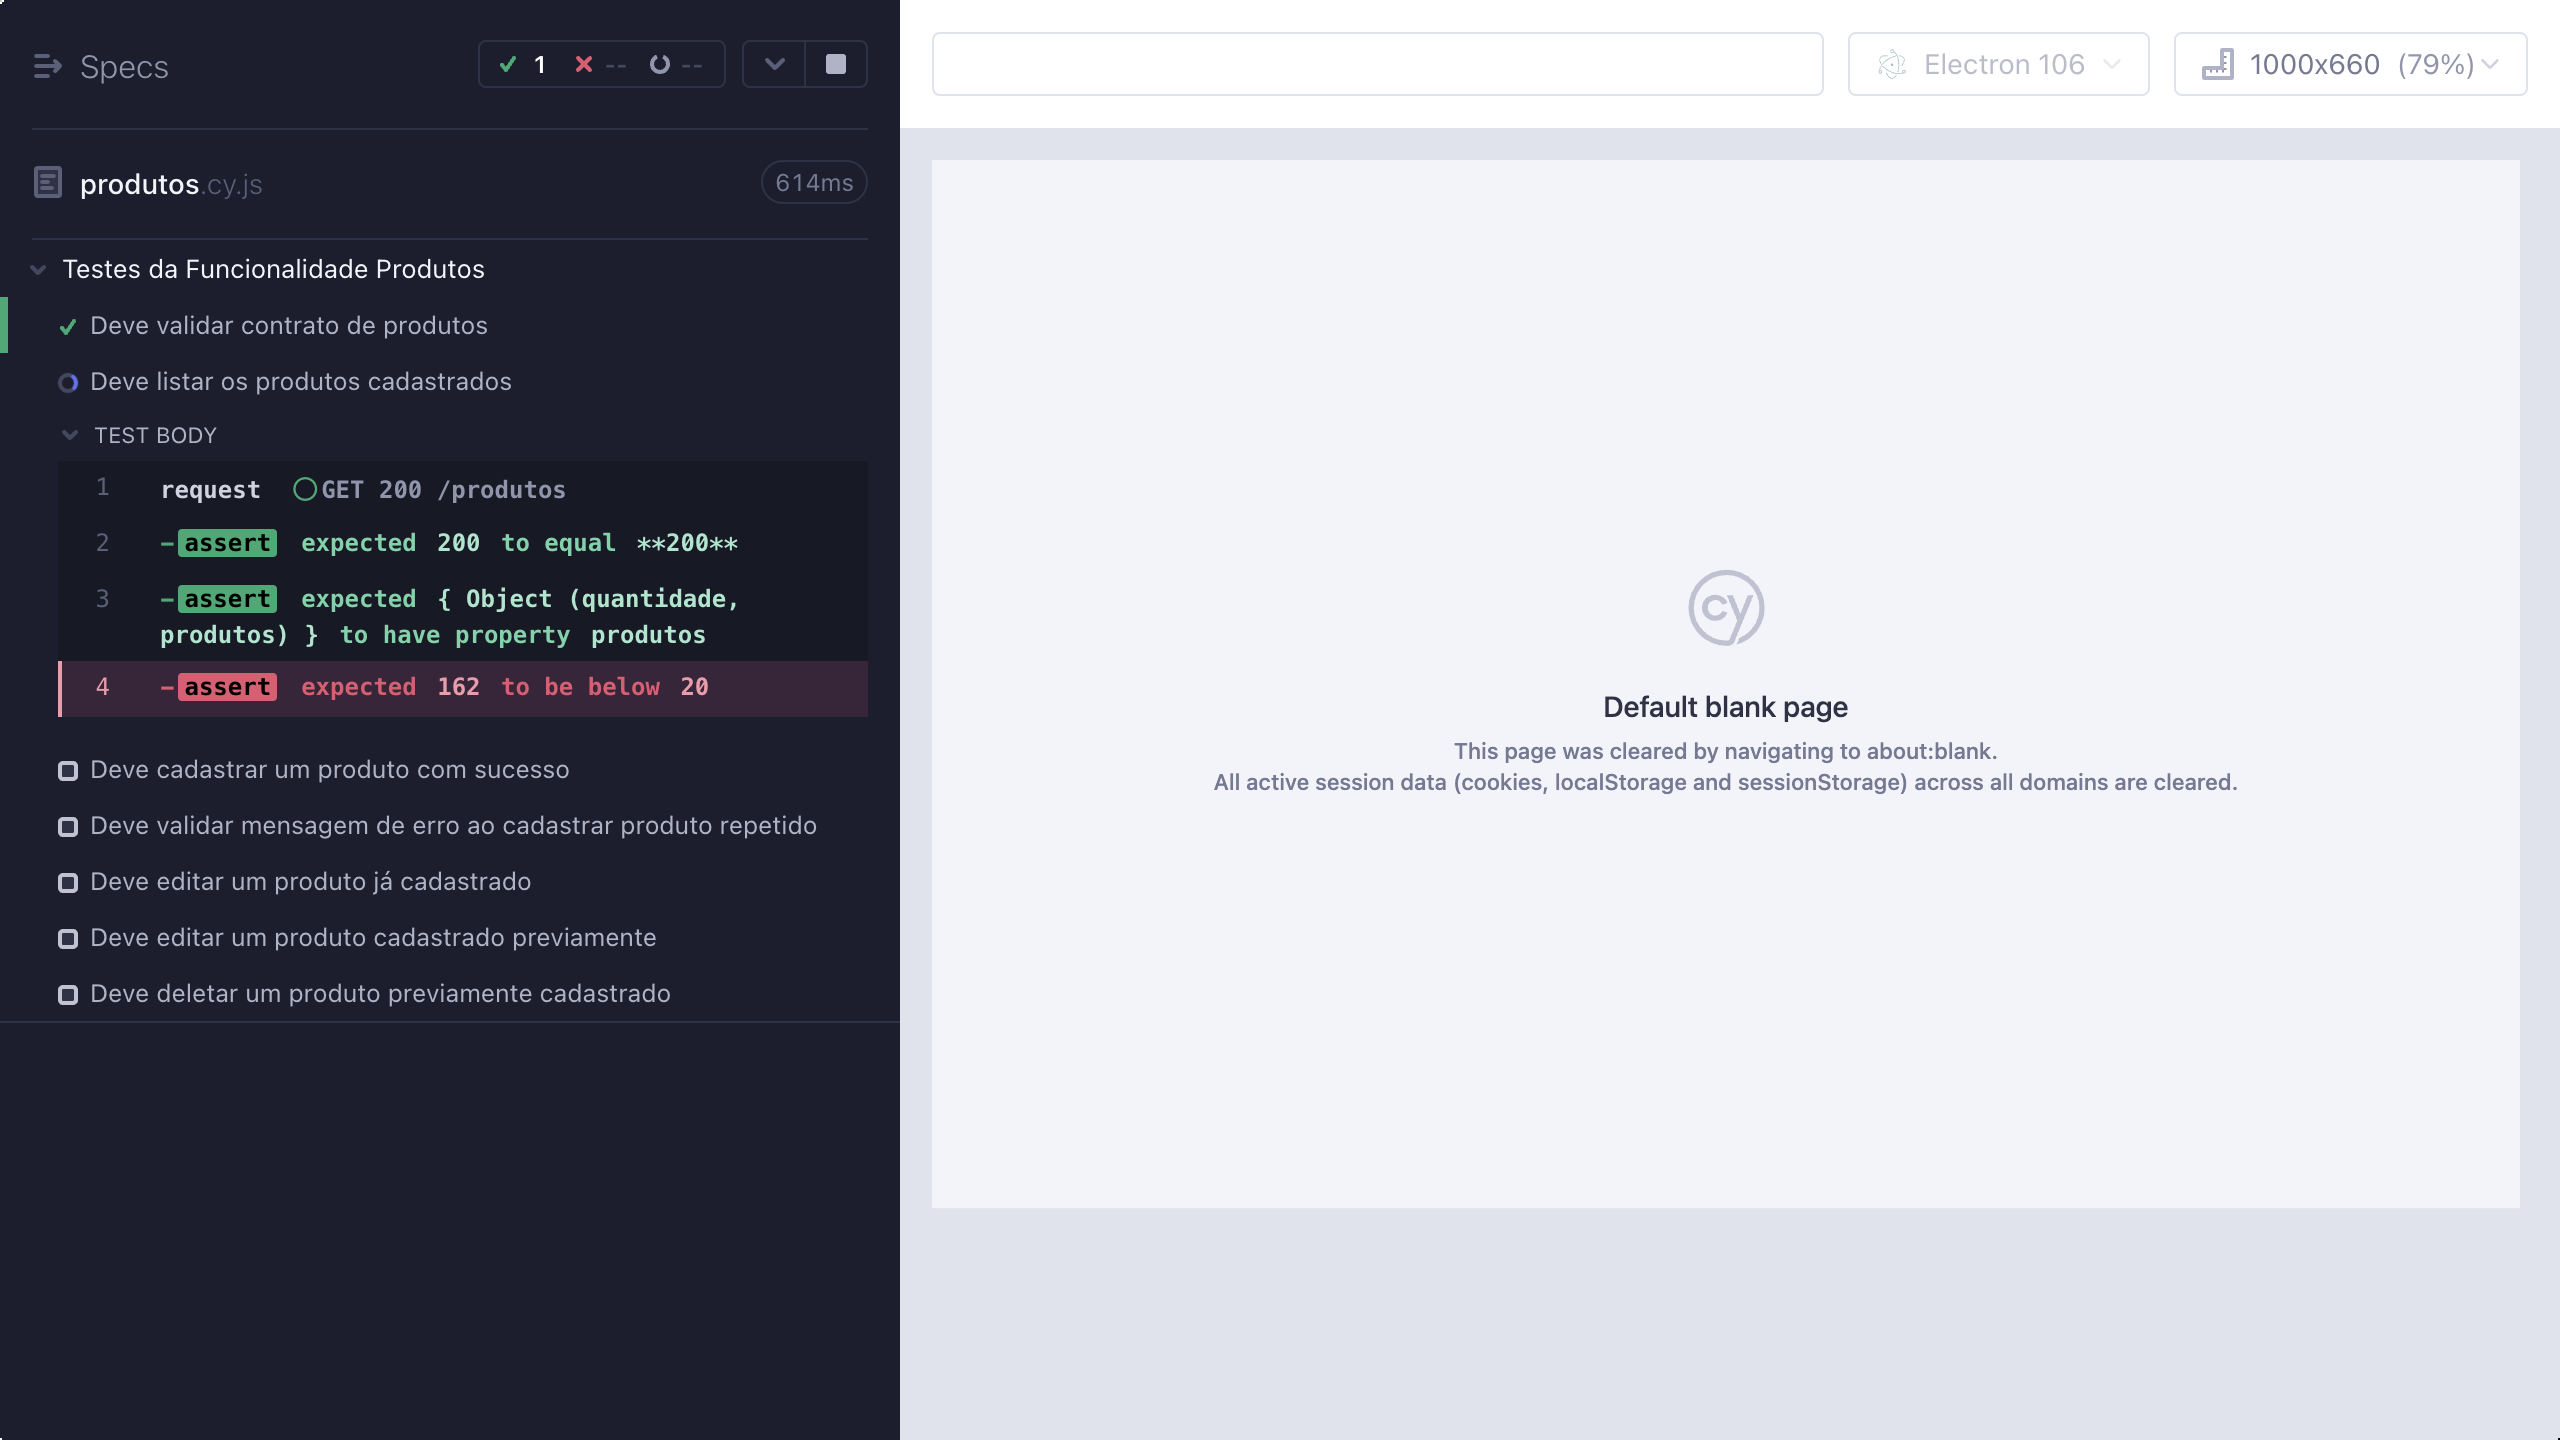 Specs
1 -- --
produtos.cy.js
614ms
Testes da Funcionalidade Produtos
Deve validar contrato de produtos
Deve listar os produtos cadastrados
TEST BODY
1 request GET 200 /produtos
2 -assert expected 200 to equal **200**
3 -assert expected { Object (quantidade,
produtos) } to have property produtos
4 -assert expected 162 to be below 20
Deve cadastrar um produto com sucesso
Deve validar mensagem de erro ao cadastrar produto repetido
Deve editar um produto já cadastrado
Deve editar um produto cadastrado previamente
Deve deletar um produto previamente cadastrado
Electron 106
1000x660 (79%)
cy
Default blank page
This page was cleared by navigating to about:blank.
All active session data (cookies, localStorage and sessionStorage) across all domains are cleared.